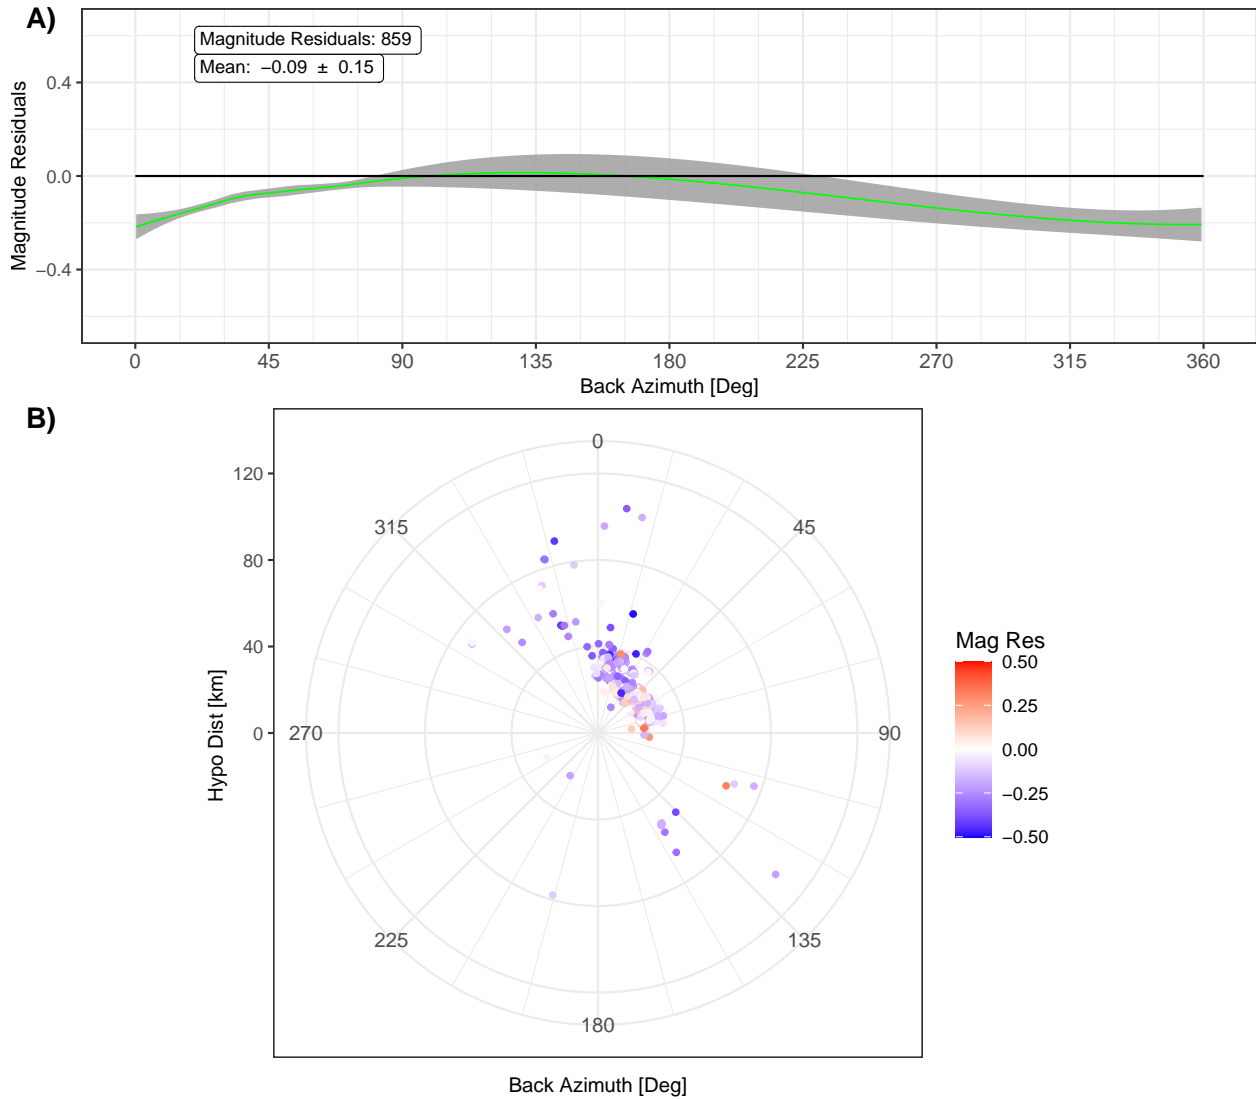 A)
Magnitude Residuals: 859
Mean: −0.09 ± 0.15
0.4
0.0
−0.4
Magnitude Residuals
0 45 90 135 180 225 270 315 360
Back Azimuth [Deg]
B)
0
45
90
135
180
225
270
315
120
80
40
0
Hypo Dist [km]
Back Azimuth [Deg]
Mag Res
0.50
0.25
0.00
−0.25
−0.50